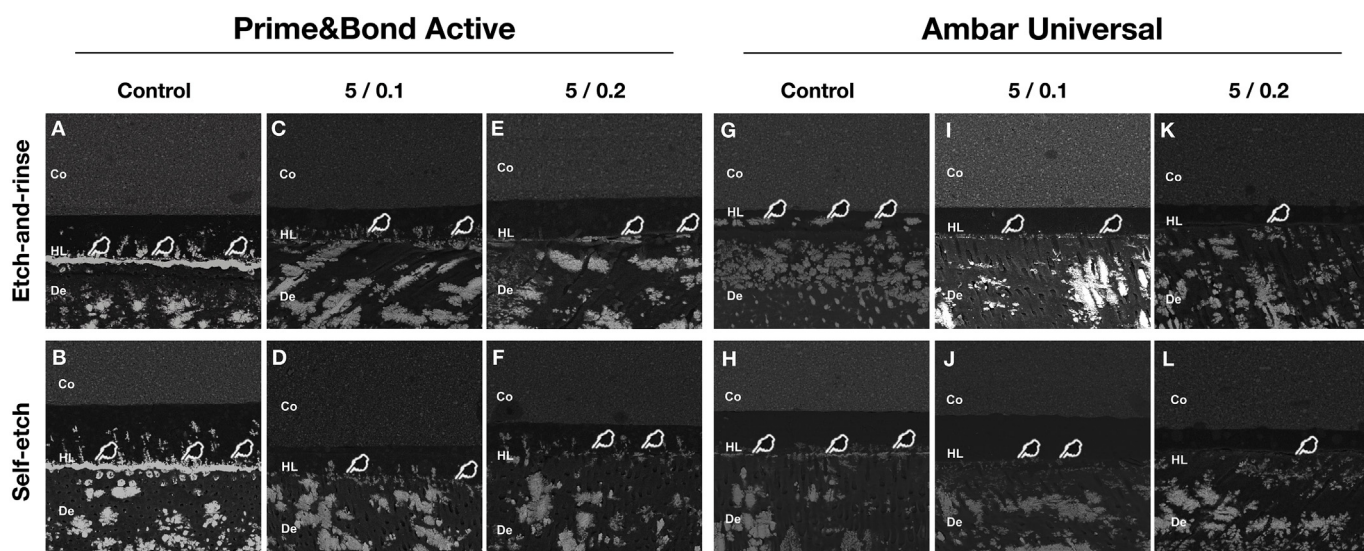 Prime&Bond Active Ambar Universal
Control 5 / 0.1 5 / 0.2 Control 5 / 0.1 5 / 0.2
Etch-and-rinse
A C E G I K
Co Co Co Co Co Co
HL HL HL HL HL HL
De De De De De De
Self-etch
B D F H J L
Co Co Co Co Co Co
HL HL HL HL HL HL
De De De De De De